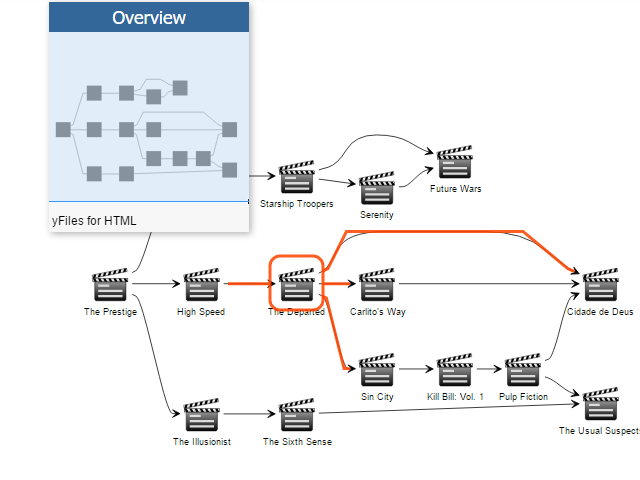 Overview
yFiles for HTML
Starship Troopers
Serenity
Future Wars
The Prestige
High Speed
The Departed
Carlito's Way
Cidade de Deus
Sin City
Kill Bill: Vol. 1
Pulp Fiction
The Illusionist
The Sixth Sense
The Usual Suspects